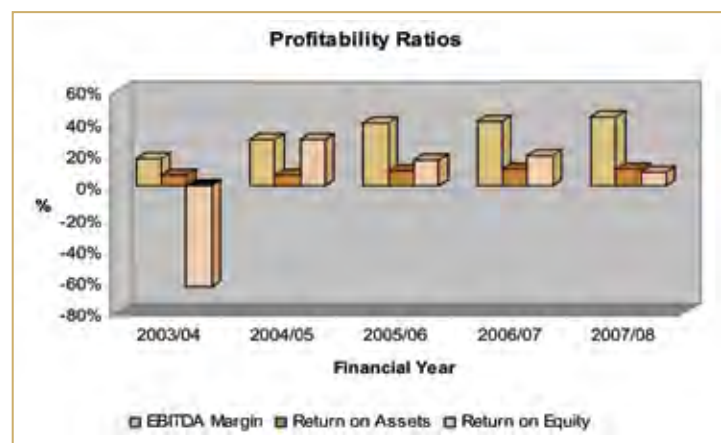 Profitability Ratios
60%
40%
20%
0%
-20%
-40%
-60%
-80%
%
2003/04 2004/05 2005/06 2006/07 2007/08
Financial Year
EBITDA Margin Return on Assets Return on Equity